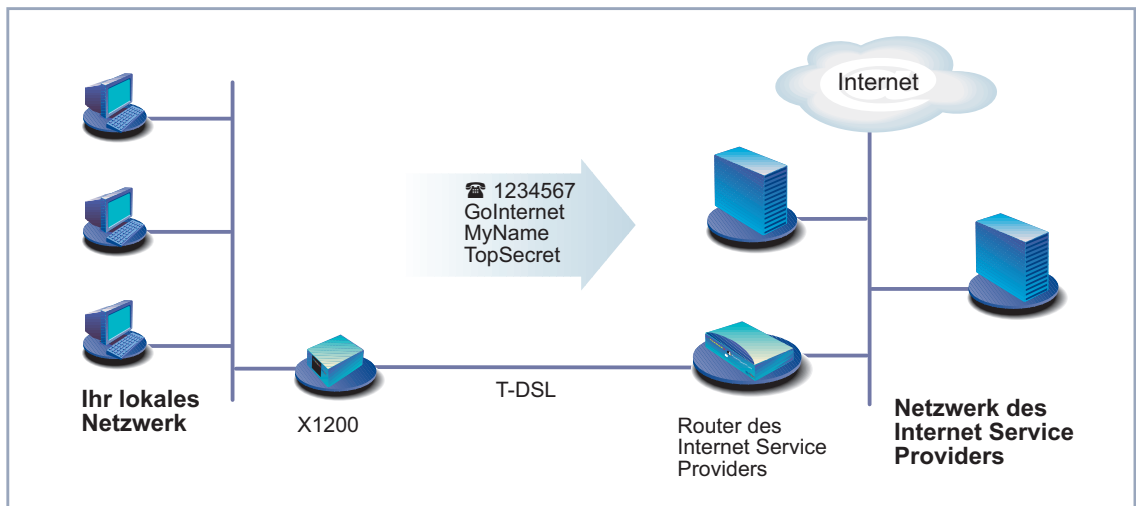 Internet
☎ 1234567
GoInternet
MyName
TopSecret
T-DSL
Ihr lokales
Netzwerk
X1200
Router des
Internet Service
Providers
Netzwerk des
Internet Service
Providers